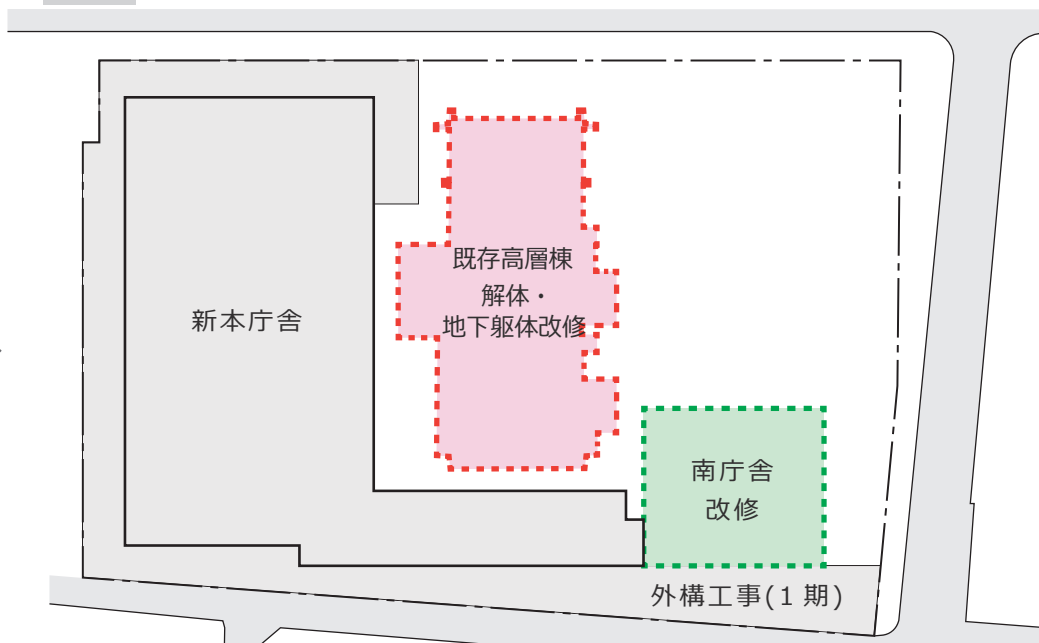 既存高層棟
解体・
地下躯体改修
新本庁舎
南庁舎
改修
外構工事(1期)